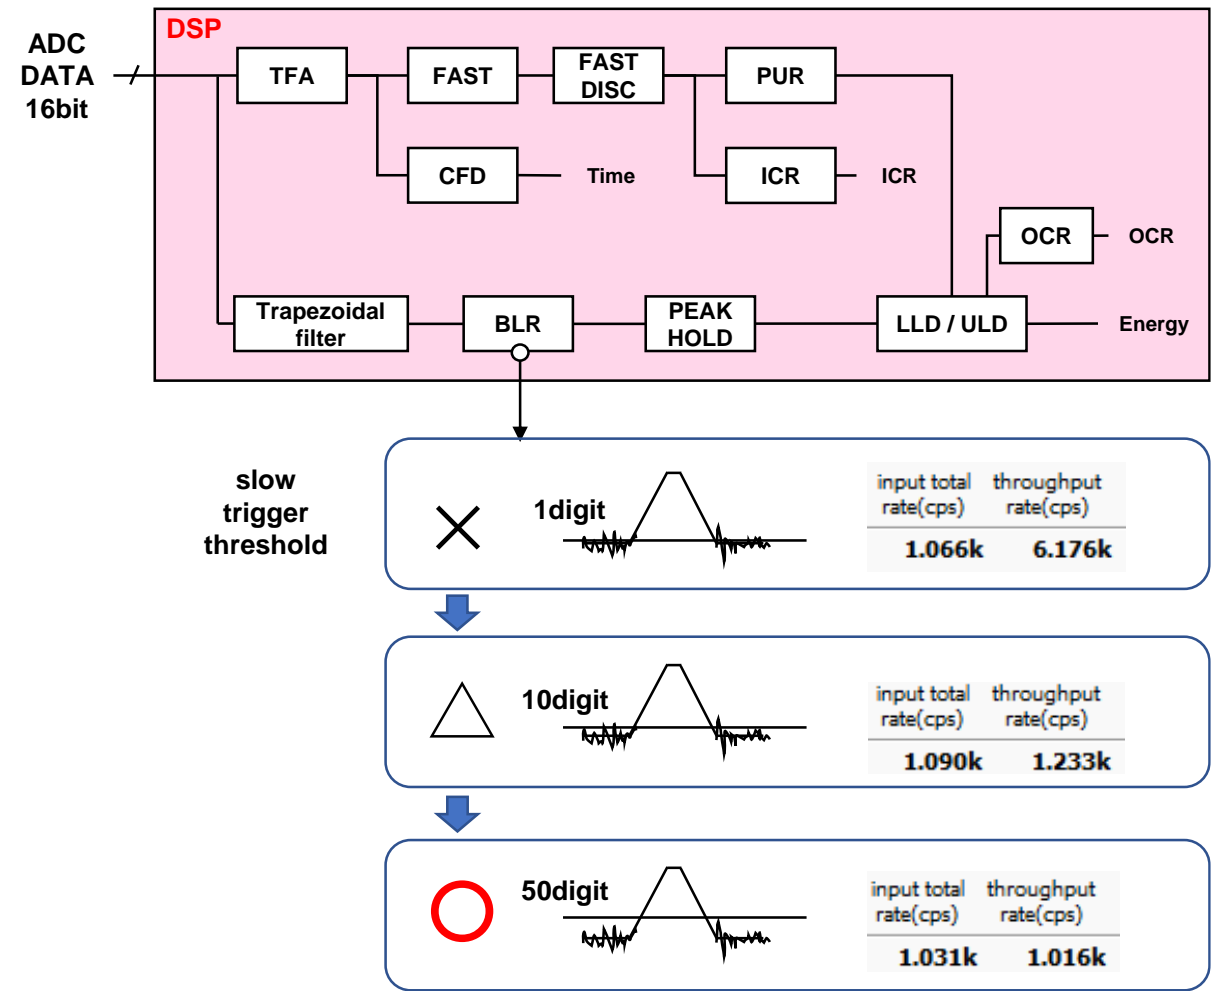 DSP
ADC
DATA
16bit
TFA
FAST
FAST
DISC
PUR
CFD
Time
ICR
ICR
OCR
OCR
Trapezoidal
filter
BLR
PEAK
HOLD
LLD / ULD
Energy
slow
trigger
threshold
1digit
input total throughput
rate(cps) rate(cps)
1.066k 6.176k
10digit
input total throughput
rate(cps) rate(cps)
1.090k 1.233k
50digit
input total throughput
rate(cps) rate(cps)
1.031k 1.016k